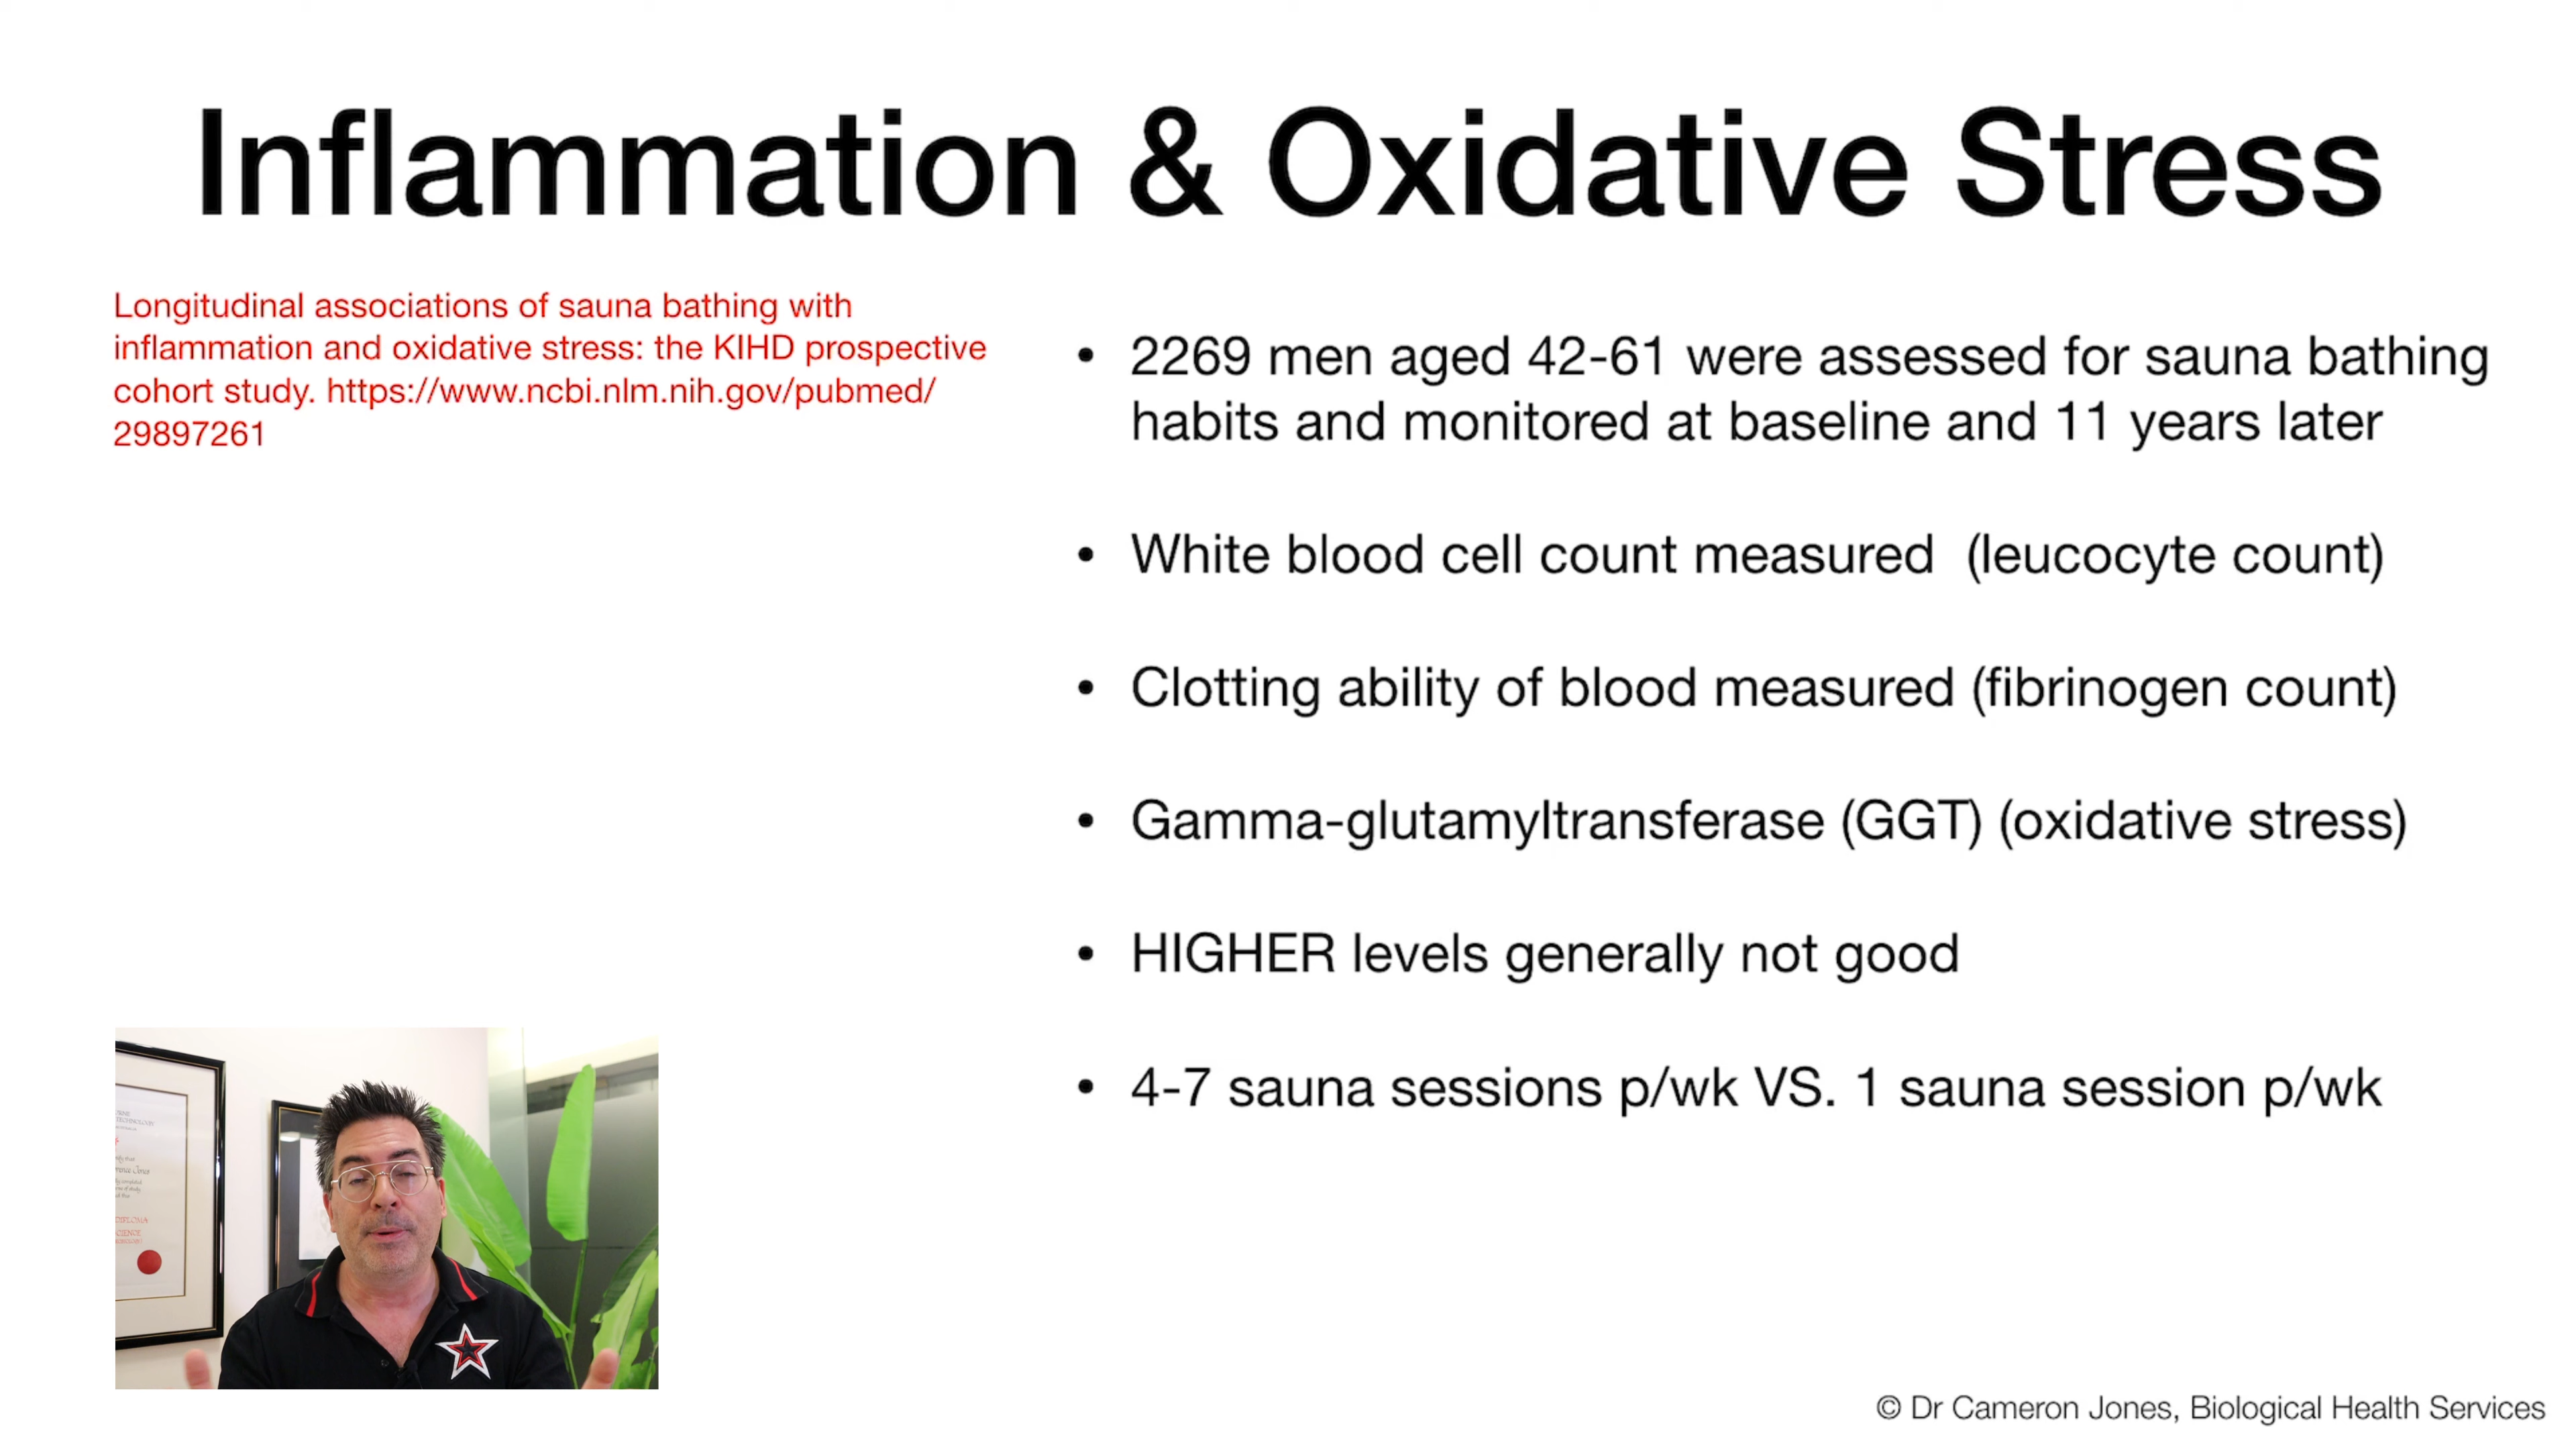 Inflammation & Oxidative Stress
Longitudinal associations of sauna bathing with
inflammation and oxidative stress: the KIHD prospective
cohort study. https://www.ncbi.nlm.nih.gov/pubmed/
29897261
• 2269 men aged 42-61 were assessed for sauna bathing
habits and monitored at baseline and 11 years later
• White blood cell count measured (leucocyte count)
• Clotting ability of blood measured (fibrinogen count)
• Gamma-glutamyltransferase (GGT) (oxidative stress)
• HIGHER levels generally not good
• 4-7 sauna sessions p/wk VS. 1 sauna session p/wk
© Dr Cameron Jones, Biological Health Services